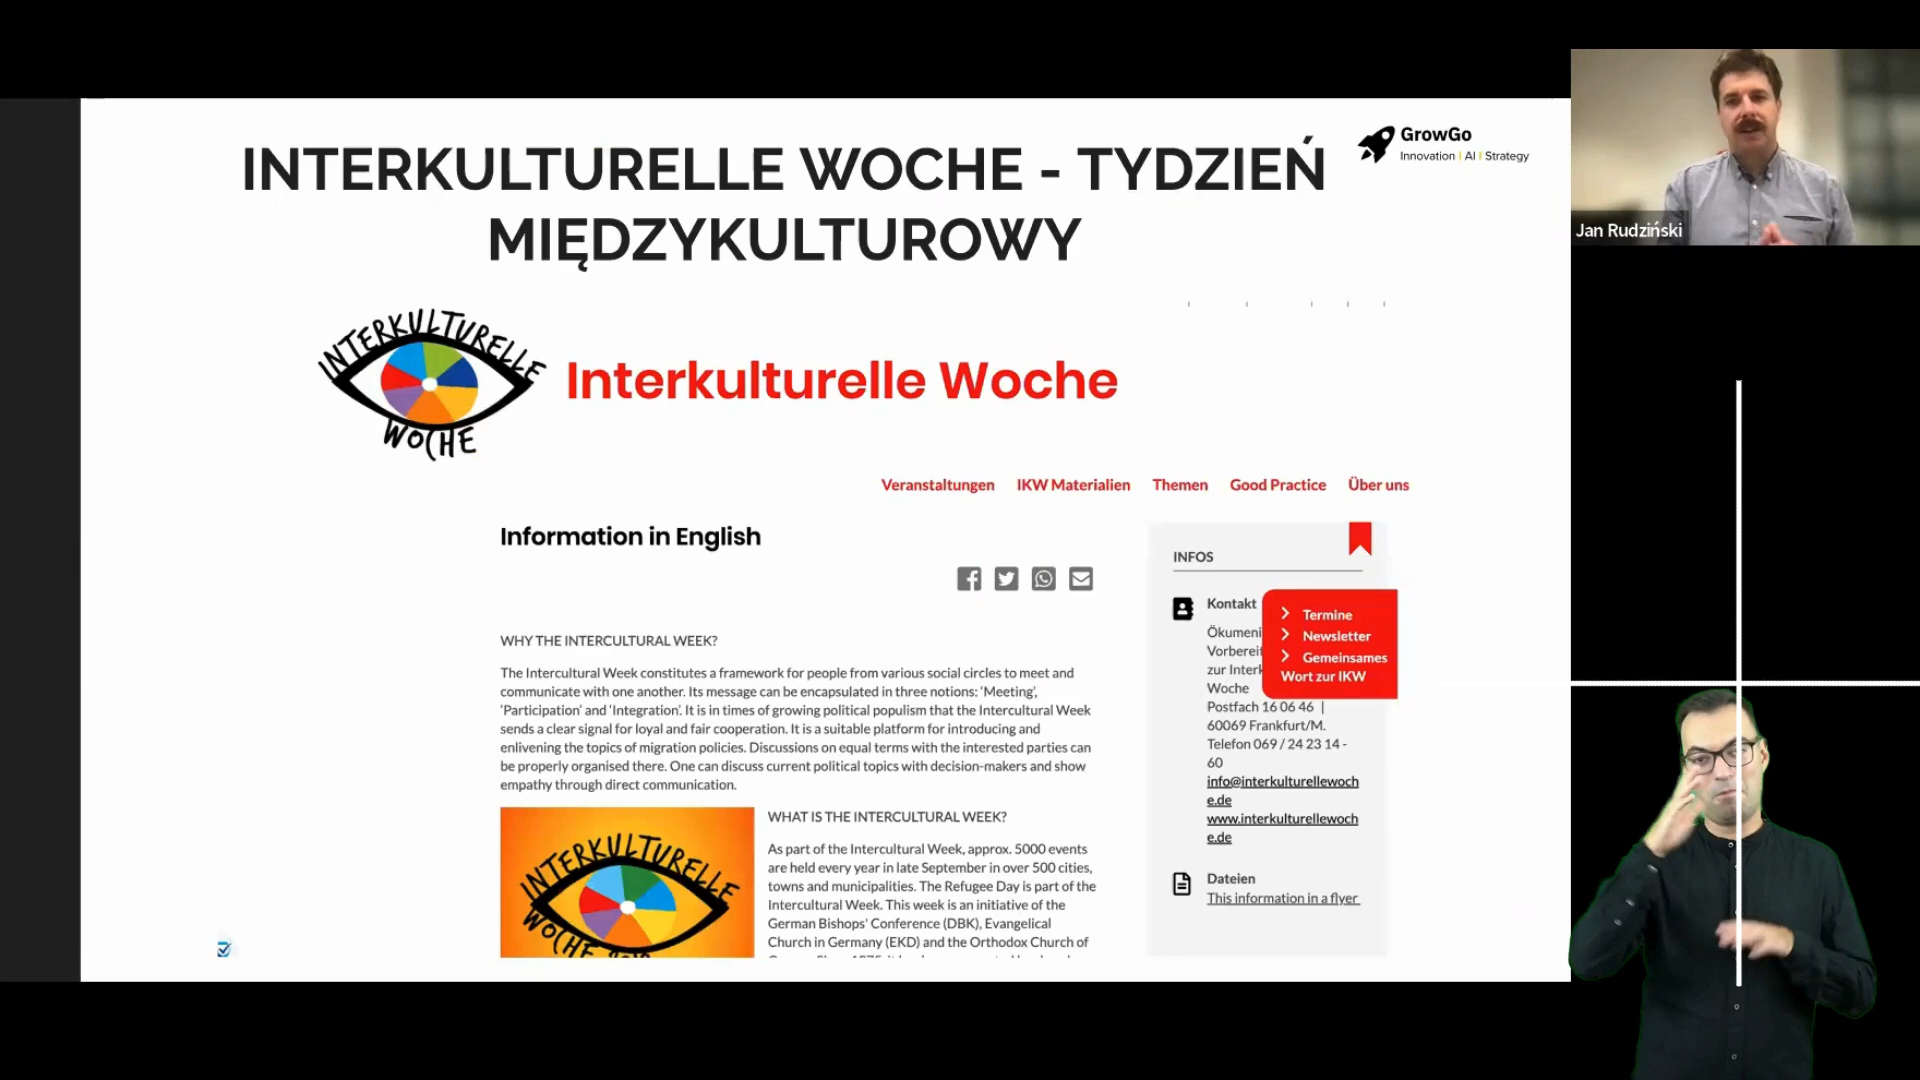 INTERKULTURELLE WOCHE - TYDZIEŃ
MIĘDZYKULTUROWY
GrowGo
Innovation | AI | Strategy
Jan Rudziński
INTERKULTURELLE
WOCHE
Interkulturelle Woche
Veranstaltungen IKW Materialien Themen Good Practice Über uns
Information in English
WHY THE INTERCULTURAL WEEK?
The Intercultural Week constitutes a framework for people from various social circles to meet and
communicate with one another. Its message can be encapsulated in three notions: ‘Meeting’,
‘Participation’ and ‘Integration’. It is in times of growing political populism that the Intercultural Week
sends a clear signal for loyal and fair cooperation. It is a suitable platform for introducing and
enlivening the topics of migration policies. Discussions on equal terms with the interested parties can
be properly organised there. One can discuss current political topics with decision-makers and show
empathy through direct communication.
INTERKULTURELLE
WOCHE
WHAT IS THE INTERCULTURAL WEEK?
As part of the Intercultural Week, approx. 5000 events
are held every year in late September in over 500 cities,
towns and municipalities. The Refugee Day is part of the
Intercultural Week. This week is an initiative of the
German Bishops' Conference (DBK), Evangelical
Church in Germany (EKD) and the Orthodox Church of
INFOS
Kontakt
Ökumeni
Vorberei
zur Inter
Woche
Postfach 16 06 46 |
60069 Frankfurt/M.
Telefon 069 / 24 23 14 -
60
info@interkulturellewoch
e.de
www.interkulturellewoch
e.de
Termine
Newsletter
Gemeinsames
Wort zur IKW
Dateien
This information in a flyer